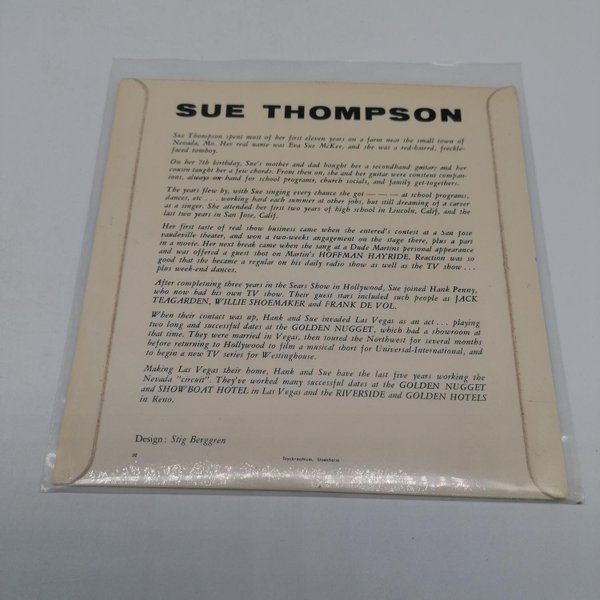 SUE THOMPSON
Sue Thompson spent most of her first eleven years on a farm near the small town of
Nevada, Mo. Her real name was Eva Sue McKee, and she was a red-haired, freckle-
faced tomboy.
On her 7th birthday, Sue's mother and dad bought her a secondhand guitar; and her
cousin taught her a few chords. From then on, she and her guitar were constens compan-
ions, always on hand for school programs, church socials, and family get-togethers.
The years flew by, with Sue singing every chance she got — — — at school programs,
dances, etc . . . working hard each summer at other jobs, but still dreaming of a career
as a singer. She attended her first two years of high school in Lincoln, Calif, and the
last two years in San Jose, Calif.
Her first taste of real show business came when she entered's contest at a San Jose
vaudeville theater, and won a two-weeks angagement on the stage there, plus a part
in a movie. Her next break came when she sang at a Dude Martins personal appearance
and was offered a guest shot on Martin's HOFFMAN HAYRIDE. Reaction was so
good that she became a regular on his daily radio show as well as the TV show . . .
plus week-end dances.
After completning three years in the Sears Show in Hollywood, Sue joined Hank Penny,
who now had his own TV show. Their guest stars included such people as JACK
TEAGARDEN, WILLIE SHOEMAKER and FRANK DE VOL.
When their contact was up, Hank and Sue invaded Las Vegas as an act . . . playing
two long and successful dates at the GOLDEN NUGGET, which had a showroom at
that time. They were married in Vegas, then toured the Northwest for several months
before returning to Hollywood to film a musical short for Universal-International, and
to begin a new TV series for Westinghouse.
Making Las Vegas their home, Hank and Sue have the last five years working the
Nevada "circuit". They've worked many successful dates at the GOLDEN NUGGET
and SHOWBOAT HOTEL in Las Vegas and the RIVERSIDE and GOLDEN HOTELS
in Reno.
Design: Stig Berggren
Tryck-centrum, Stockholm